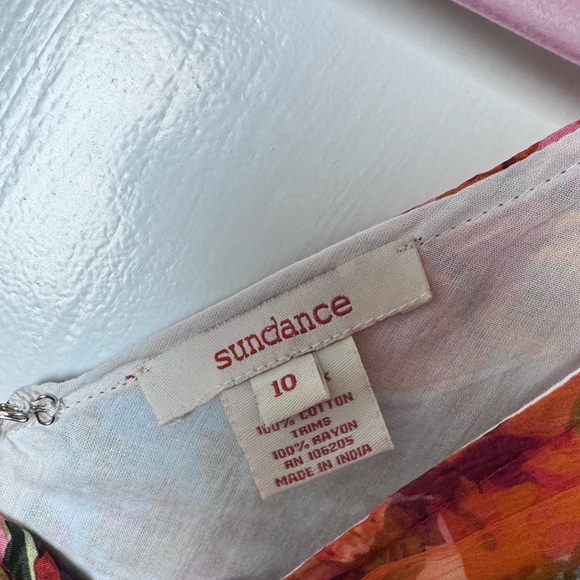 sundance
10
100% COTTON
TRIMS
100% RAYON
RN 106205
MADE IN INDIA